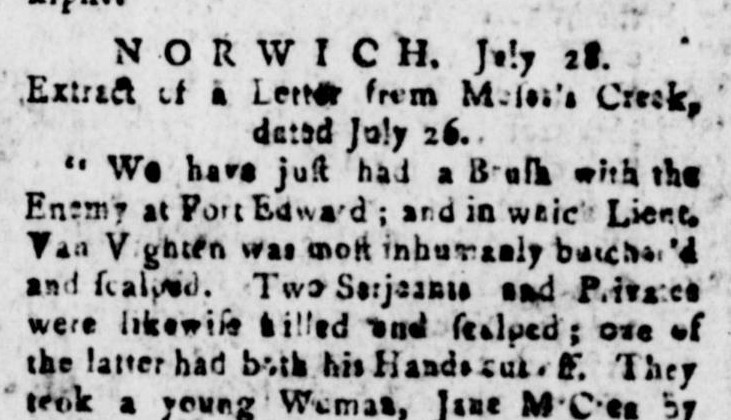 NORWICH. July 28.
Extract of a Letter from Moses's Creek,
dated July 26.
" We have juſt had a Bruſh with the
Enemy at Fort Edward ; and in which Lieut.
Van Vighten was moſt inhumanly butcher'd
and ſcalped. Two Serjeants and Privates
were likewiſe killed and ſcalped ; one of
the latter had both his Hands cut off. They
took a young Woman, Jane M'Crea by